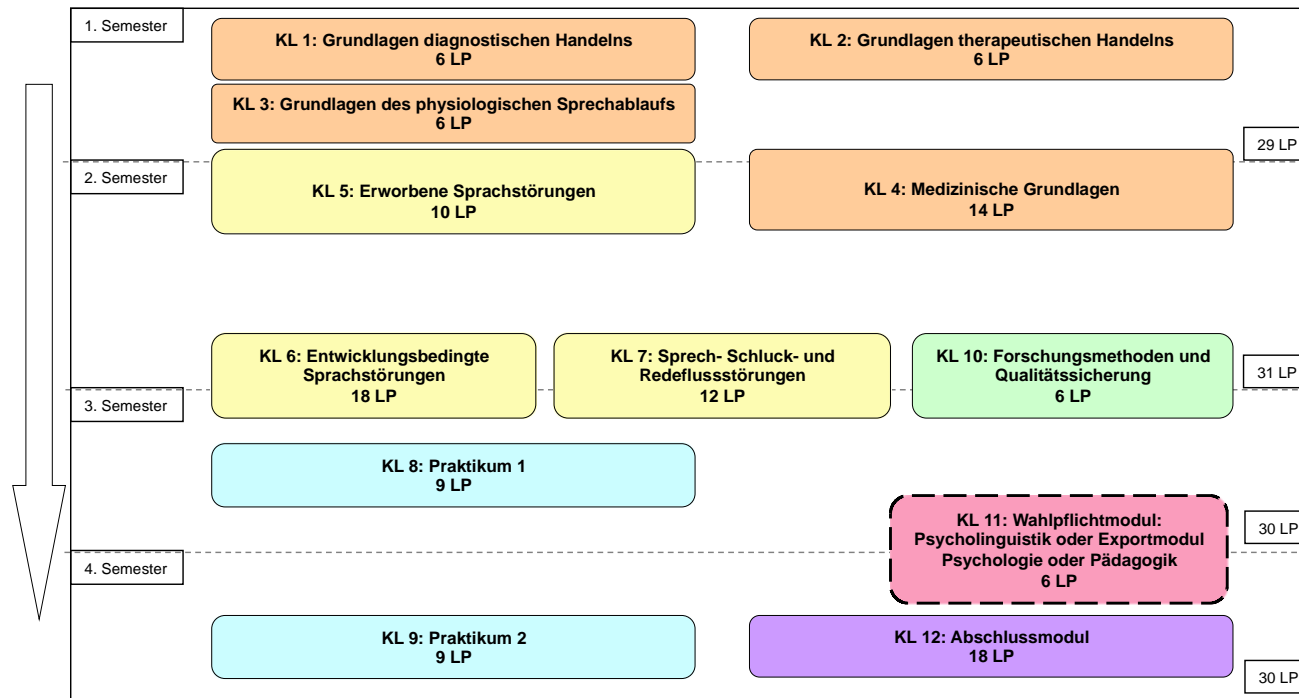 1. Semester
KL 1: Grundlagen diagnostischen Handelns
6 LP
KL 2: Grundlagen therapeutischen Handelns
6 LP
KL 3: Grundlagen des physiologischen Sprechablaufs
6 LP
29 LP
2. Semester
KL 5: Erworbene Sprachstörungen
10 LP
KL 4: Medizinische Grundlagen
14 LP
KL 6: Entwicklungsbedingte
Sprachstörungen
18 LP
KL 7: Sprech- Schluck- und
Redeflussstörungen
12 LP
KL 10: Forschungsmethoden und
Qualitätssicherung
6 LP
31 LP
3. Semester
KL 8: Praktikum 1
9 LP
KL 11: Wahlpflichtmodul:
Psycholinguistik oder Exportmodul
Psychologie oder Pädagogik
6 LP
30 LP
4. Semester
KL 9: Praktikum 2
9 LP
KL 12: Abschlussmodul
18 LP
30 LP